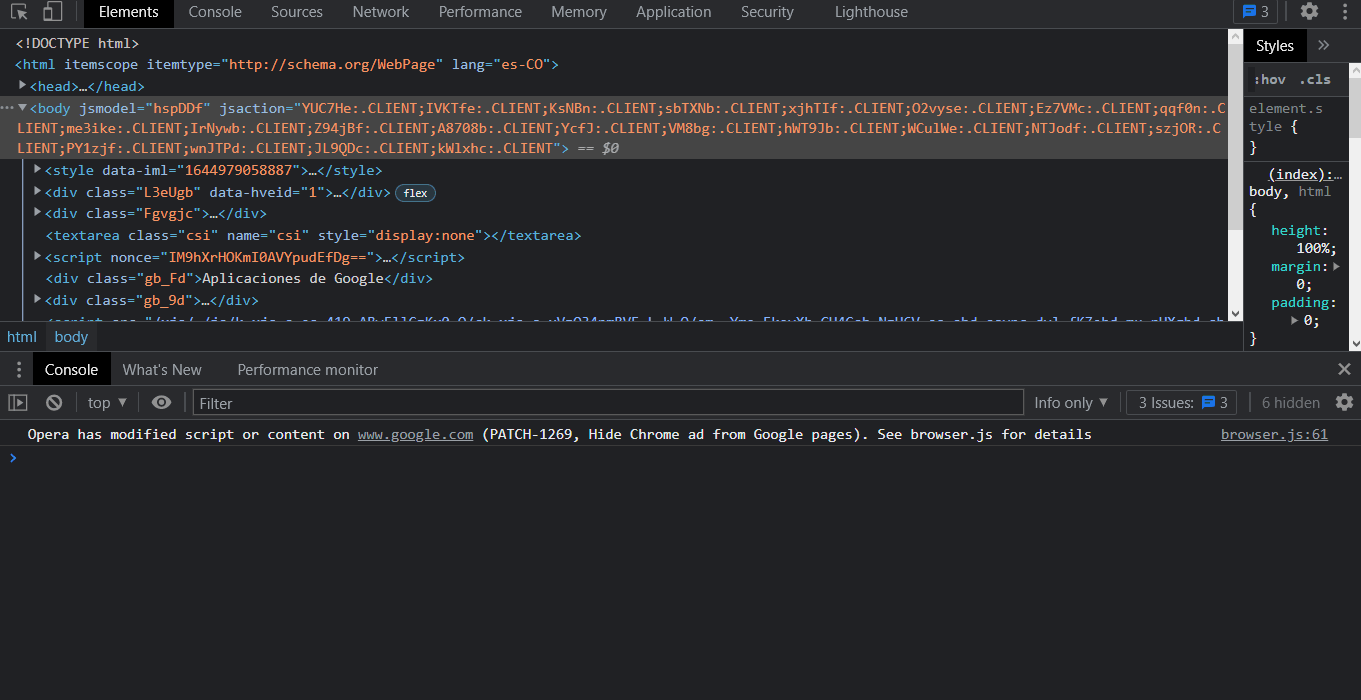 Elements Console Sources Network Performance Memory Application Security Lighthouse 3
<!DOCTYPE html>
<html itemscope itemtype="http://schema.org/WebPage" lang="es-CO">
<head>…</head>
<body jsmodel="hspDDf" jsaction="YUC7He:.CLIENT;IVKTfe:.CLIENT;KsNBn:.CLIENT;sbTXNb:.CLIENT;xjhTIf:.CLIENT;O2vyse:.CLIENT;Ez7VMc:.CLIENT;qqf0n:.C
LIENT;me3ike:.CLIENT;IrNywb:.CLIENT;Z94jBf:.CLIENT;A8708b:.CLIENT;YcfJ:.CLIENT;VM8bg:.CLIENT;hWT9Jb:.CLIENT;WCulWe:.CLIENT;NTJodf:.CLIENT;szjOR:.C
LIENT;PY1zjf:.CLIENT;wnJTPd:.CLIENT;JL9QDc:.CLIENT;kWlxhc:.CLIENT"> == $0
<style data-iml="1644979058887">…</style>
<div class="L3eUgb" data-hveid="1">…</div> flex
<div class="Fgvgjc">…</div>
<textarea class="csi" name="csi" style="display:none"></textarea>
<script nonce="IM9hXrHOKmI0AVYpudEfDg==">…</script>
<div class="gb_Fd">Aplicaciones de Google</div>
<div class="gb_9d">…</div>
html body
Styles
:hov .cls
element.s
tyle {
}
(index):…
body, html
{
height:
100%;
margin:
0;
padding:
0;
}
Console What's New Performance monitor
top Filter Info only 3 Issues: 3 6 hidden
Opera has modified script or content on www.google.com (PATCH-1269, Hide Chrome ad from Google pages). See browser.js for details browser.js:61